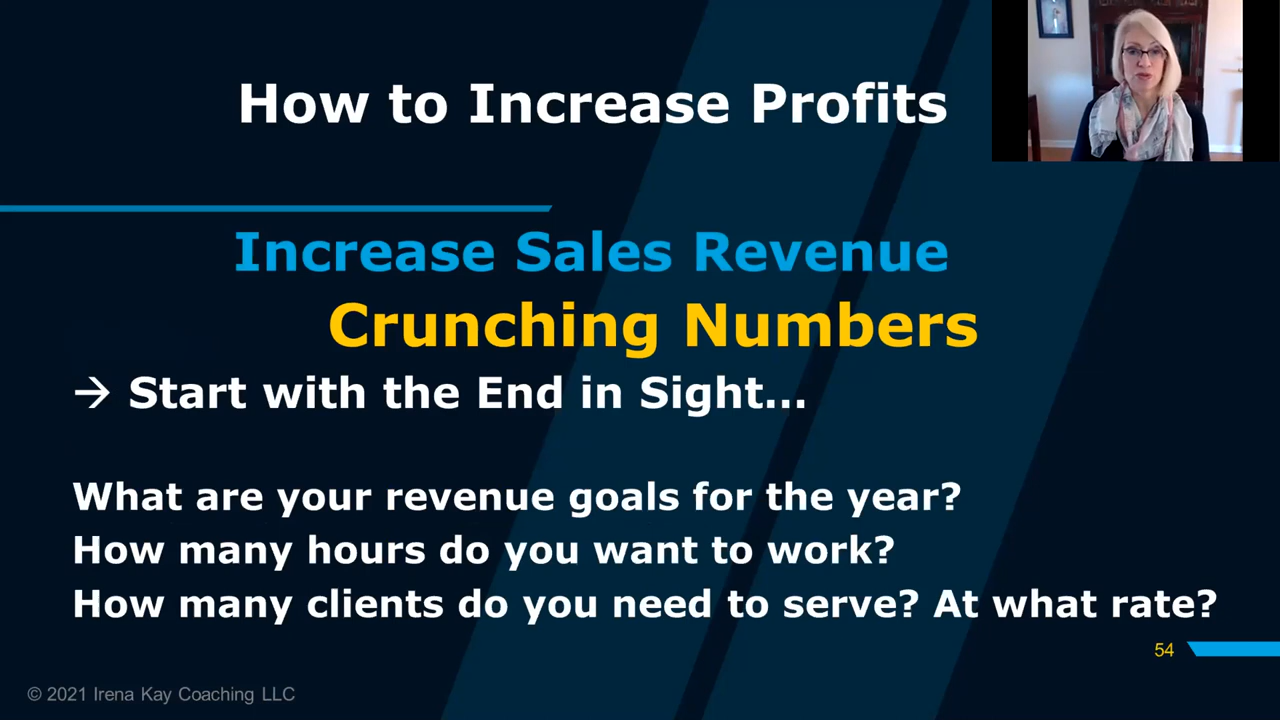 How to Increase Profits
Increase Sales Revenue
Crunching Numbers
→ Start with the End in Sight...
What are your revenue goals for the year?
How many hours do you want to work?
How many clients do you need to serve? At what rate?
54
© 2021 Irena Kay Coaching LLC